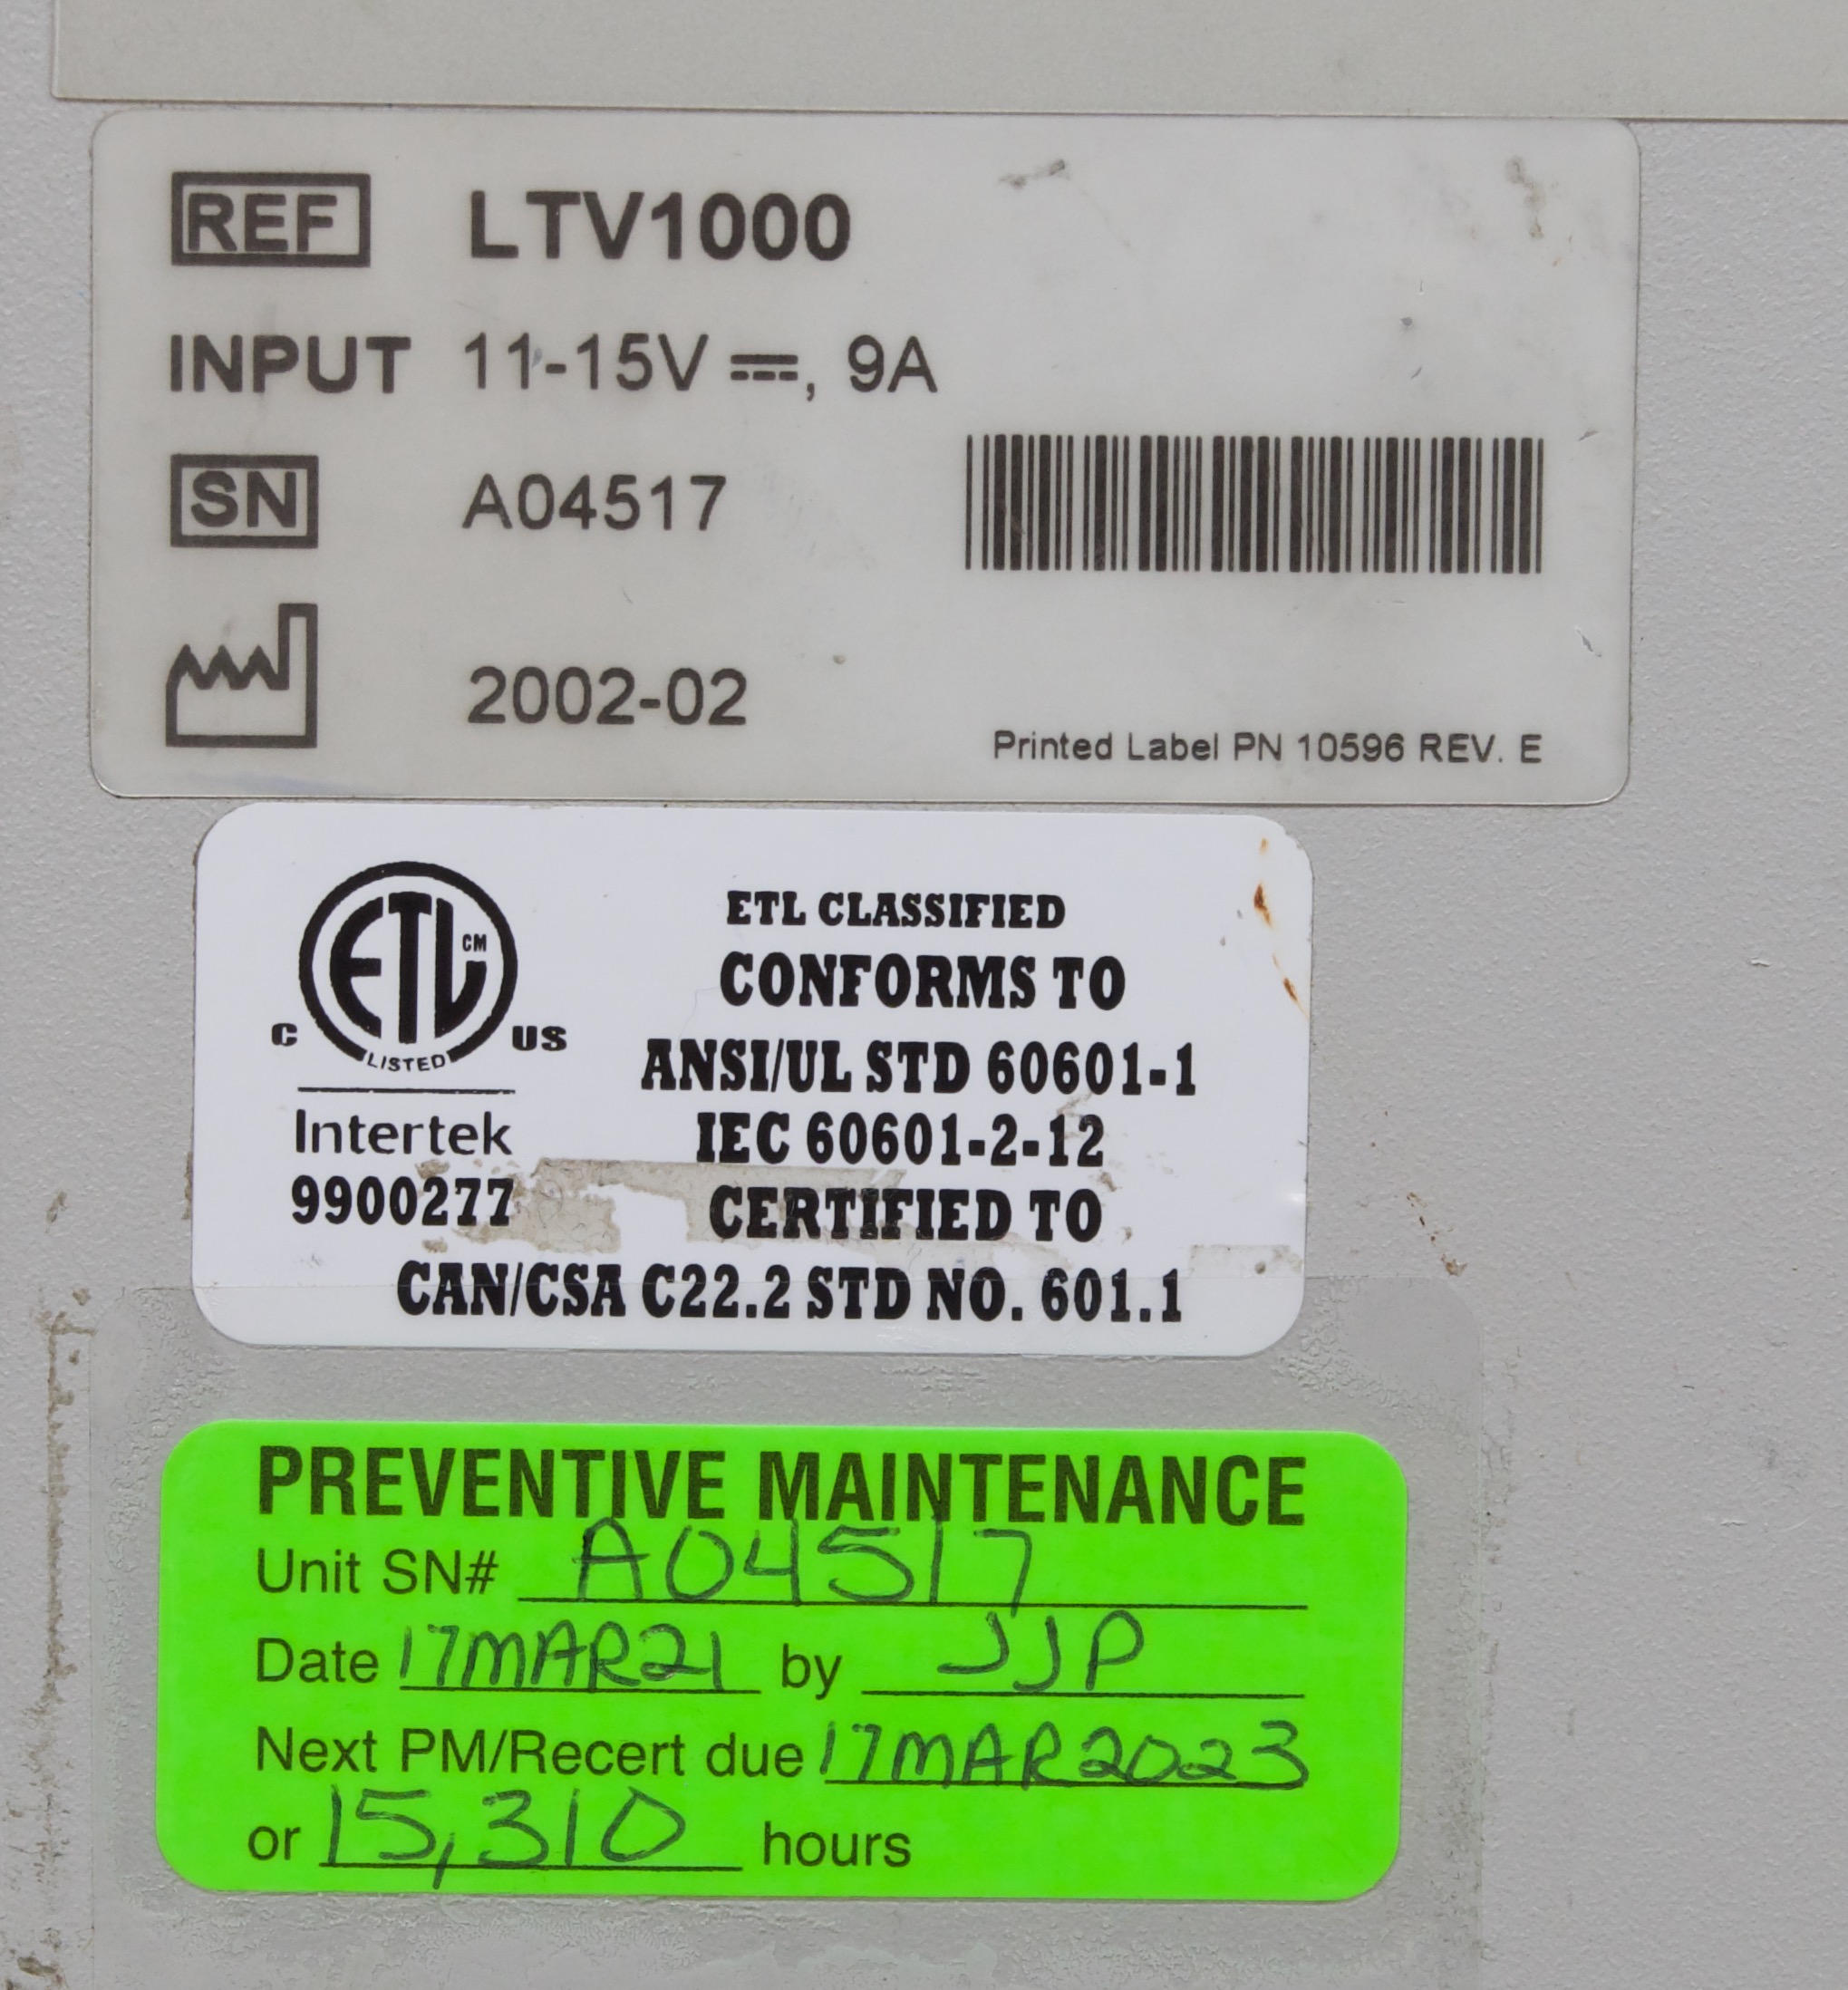 REF LTV1000
INPUT 11-15V ⎓, 9A
SN A04517
2002-02
Printed Label PN 10596 REV. E
ETL CM
C US
LISTED
Intertek
9900277
ETL CLASSIFIED
CONFORMS TO
ANSI/UL STD 60601-1
IEC 60601-2-12
CERTIFIED TO
CAN/CSA C22.2 STD NO. 601.1
PREVENTIVE MAINTENANCE
Unit SN# A04517
Date 17MAR21 by JJP
Next PM/Recert due 17MAR2023
or 15,310 hours